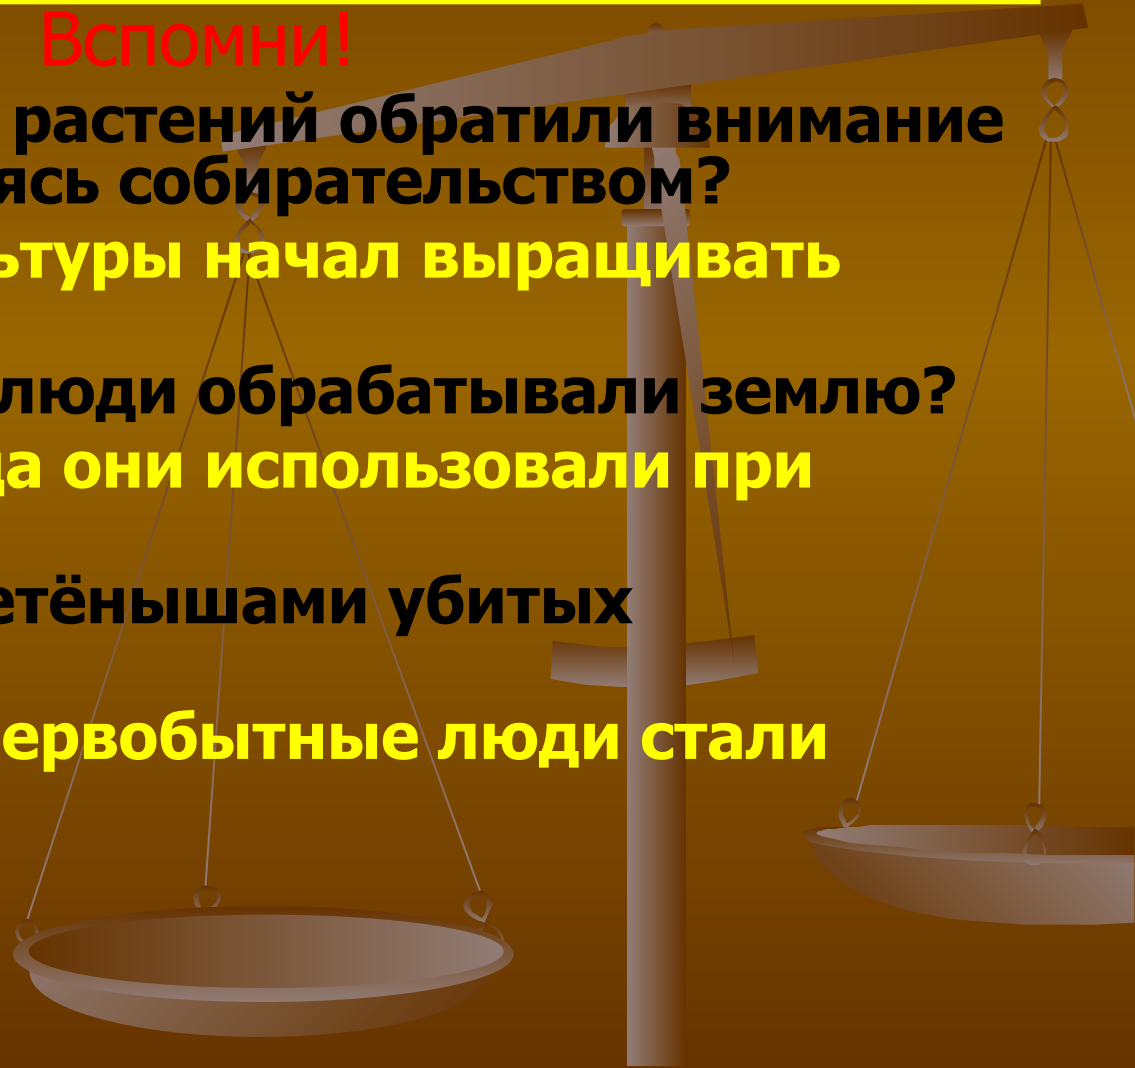 Вспомни!
растений обратили внимание
ясь собирательством?
ьтуры начал выращивать
люди обрабатывали землю?
да они использовали при
етёнышами убитых
ервобытные люди стали